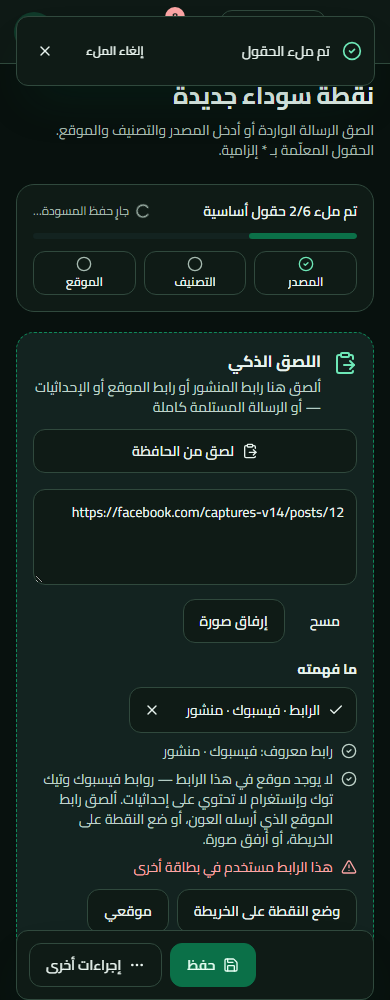 تم ملء الحقول
إلغاء الملء
نقطة سوداء جديدة
الصق الرسالة الواردة أو أدخل المصدر والتصنيف والموقع.
الحقول المعلّمة بـ * إلزامية.
تم ملء 2/6 حقول أساسية
جارٍ حفظ المسودة...
المصدر
التصنيف
الموقع
اللصق الذكي
ألصق هنا رابط المنشور أو رابط الموقع أو الإحداثيات
— أو الرسالة المستلمة كاملة
لصق من الحافظة
https://facebook.com/captures-v14/posts/12
مسح
إرفاق صورة
ما فهمته
الرابط · فيسبوك · منشور
رابط معروف: فيسبوك · منشور
لا يوجد موقع في هذا الرابط — روابط فيسبوك وتيك
توك وإنستغرام لا تحتوي على إحداثيات. ألصق رابط
الموقع الذي أرسله العون، أو ضع النقطة على
الخريطة، أو أرفق صورة.
هذا الرابط مستخدم في بطاقة أخرى
وضع النقطة على الخريطة
موقعي
حفظ
إجراءات أخرى